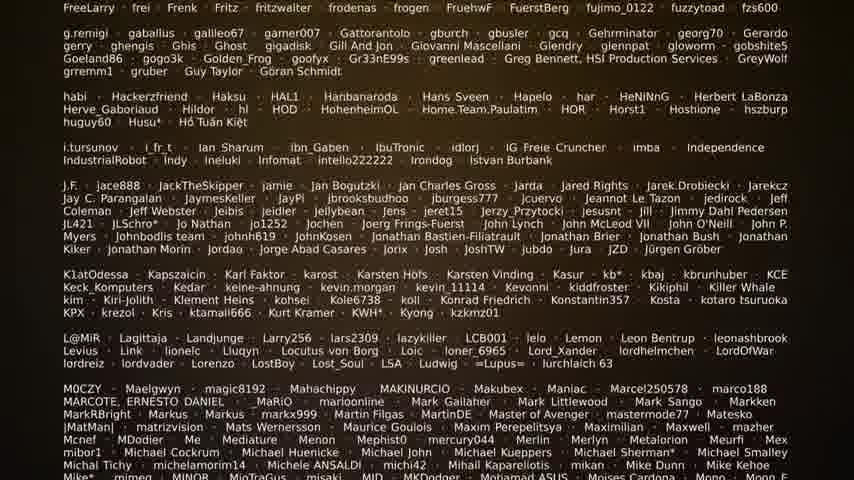 FreeLarry · frei · Frenk · Fritz · fritzwalter · frodenas · frogen · FruehwF · FuerstBerg · fujimo_0122 · fuzzytoad · fzs600
g.remigi · gaballus · galileo67 · gamer007 · Gattorantolo · gburch · gbusler · gcq · Gehrminator · georg70 · Gerardo
gerry · ghengis · Ghis · Ghost · gigadisk · Gill And Jon · Giovanni Mascellani · Glendry · glennpat · gloworm · gobshite5
Goeland86 · gogo3k · Golden_Frog · goofyx · Gr33nE99s · greenlead · Greg Bennett, HSI Production Services · GreyWolf
grremm1 · gruber · Guy Taylor · Göran Schmidt
habi · Hackerzfriend · Haksu · HAL1 · Hanbanaroda · Hans Sveen · Hapelo · har · HeNiNnG · Herbert LaBonza
Herve_Gaboriaud · Hildor · hl · HOD · HohenheimOL · Home.Team.Paulatim · HOR · Horst1 · Hoshione · hszburp
huguy60 · Husu* · Hồ Tuấn Kiệt
i.tursunov · i_fr_t · Ian Sharum · ibn_Gaben · IbuTronic · idlorj · IG Freie Cruncher · imba · Independence
IndustrialRobot · Indy · Ineluki · Infomat · intello222222 · Irondog · Istvan Burbank
J.F. · jace888 · JackTheSkipper · jamie · Jan Bogutzki · Jan Charles Gross · Jarda · Jared Rights · Jarek.Drobiecki · Jarekcz
Jay C. Parangalan · JaymesKeller · JayPi · jbrooksbudhoo · jburgess777 · Jcuervo · Jeannot Le Tazon · jedirock · Jeff
Coleman · Jeff Webster · Jeibis · jeidler · jellybean · Jens · jeret15 · Jerzy_Przytocki · jesusnt · Jill · Jimmy Dahl Pedersen
JL421 · JLSchro* · Jo Nathan · jo1252 · Jochen · Joerg Frings-Fuerst · John Lynch · John McLeod VII · John O'Neill · John P.
Myers · Johnbodlis team · johnh619 · JohnKosen · Jonathan Bastien-Filiatrault · Jonathan Brier · Jonathan Bush · Jonathan
Kiker · Jonathan Morin · Jordao · Jorge Abad Casares · Jorix · Josh · JoshTW · jubdo · Jura · JZD · Jürgen Gröber
K1atOdessa · Kapszaicin · Karl Faktor · karost · Karsten Höfs · Karsten Vinding · Kasur · kb* · kbaj · kbrunhuber · KCE
Keck_Komputers · Kedar · keine-ahnung · kevin.morgan · kevin_11114 · Kevonni · kiddfroster · Kikiphil · Killer Whale
kim · Kiri-Jolith · Klement Heins · kohsei · Kole6738 · koll · Konrad Friedrich · Konstantin357 · Kosta · kotaro tsuruoka
KPX · krezol · Kris · ktamail666 · Kurt Kramer · KWH* · Kyong · kzkmz01
L@MiR · Lagittaja · Landjunge · Larry256 · lars2309 · lazykiller · LCB001 · lelo · Lemon · Leon Bentrup · leonashbrook
Levius · Link · lionelc · Lluqyn · Locutus von Borg · Loic · loner_6965 · Lord_Xander · lordhelmchen · LordOfWar
lordreiz · lordvader · Lorenzo · LostBoy · Lost_Soul · LSA · Ludwig · =Lupus= · lurchlaich 63
M0CZY · Maelgwyn · magic8192 · Mahachippy · MAKINURCIO · Makubex · Maniac · Marcel250578 · marco188
MARCOTE, ERNESTO DANIEL · _MaRiO · marioonline · Mark Gallaher · Mark Littlewood · Mark Sango · Markken
MarkRBright · Markus · Markus · markx999 · Martin Filgas · MartinDE · Master of Avenger · mastermode77 · Matesko
|MatMan| · matrizvision · Mats Wernersson · Maurice Goulois · Maxim Perepelitsya · Maximilian · Maxwell · mazher
Mcnef · MDodier · Me · Mediature · Menon · Mephist0 · mercury044 · Merlin · Merlyn · Metalorion · Meurfi · Mex
mibor1 · Michael Cockrum · Michael Huenicke · Michael John · Michael Kueppers · Michael Sherman* · Michael Smalley
Michal Tichy · michelamorim14 · Michele ANSALDI · michi42 · Mihail Kapareliotis · mikan · Mike Dunn · Mike Kehoe
Mike* · mimeq · MINOR · MioTraGus · misaki · MJD · MKDodger · Mohamad ASUS · Moises Cardona · Mono · Moon_F